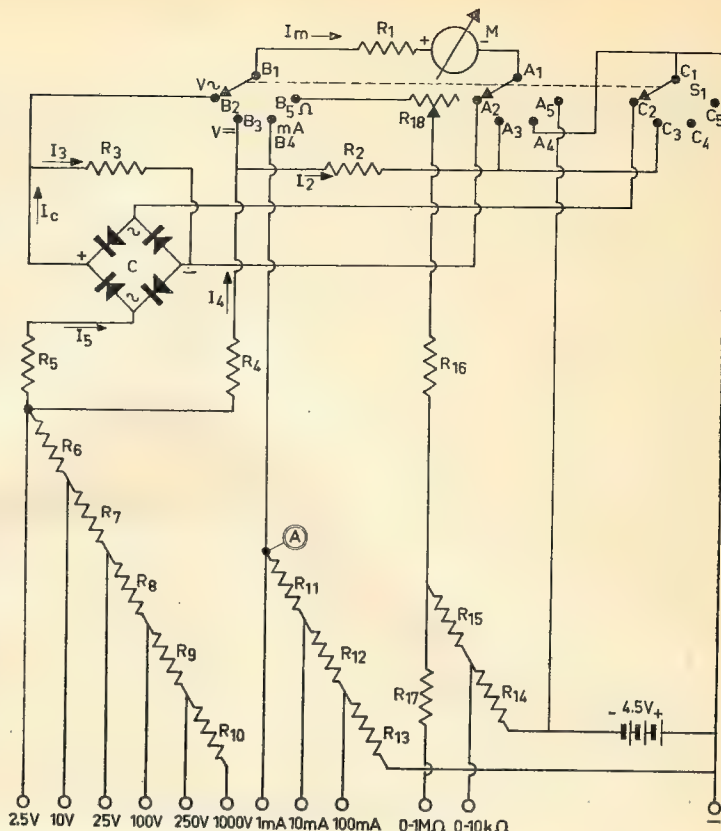 Im R1 + − M
B1 A1 C1
V~ S1
B2 B5 Ω R18 A2 A5 C2 C5
V= B3 mA A3 C3 C4
B4 A4
I3 R3 R2
I2
Ic ~
+ C −
~ I4
I5
R5 R4 R16
R6
R7
A
R8 R11 R15
R9 R12 R17 R14
− 4.5V +
R10 R13
2.5V 10V 25V 100V 250V 1000V 1mA 10mA 100mA 0-1MΩ 0-10kΩ −